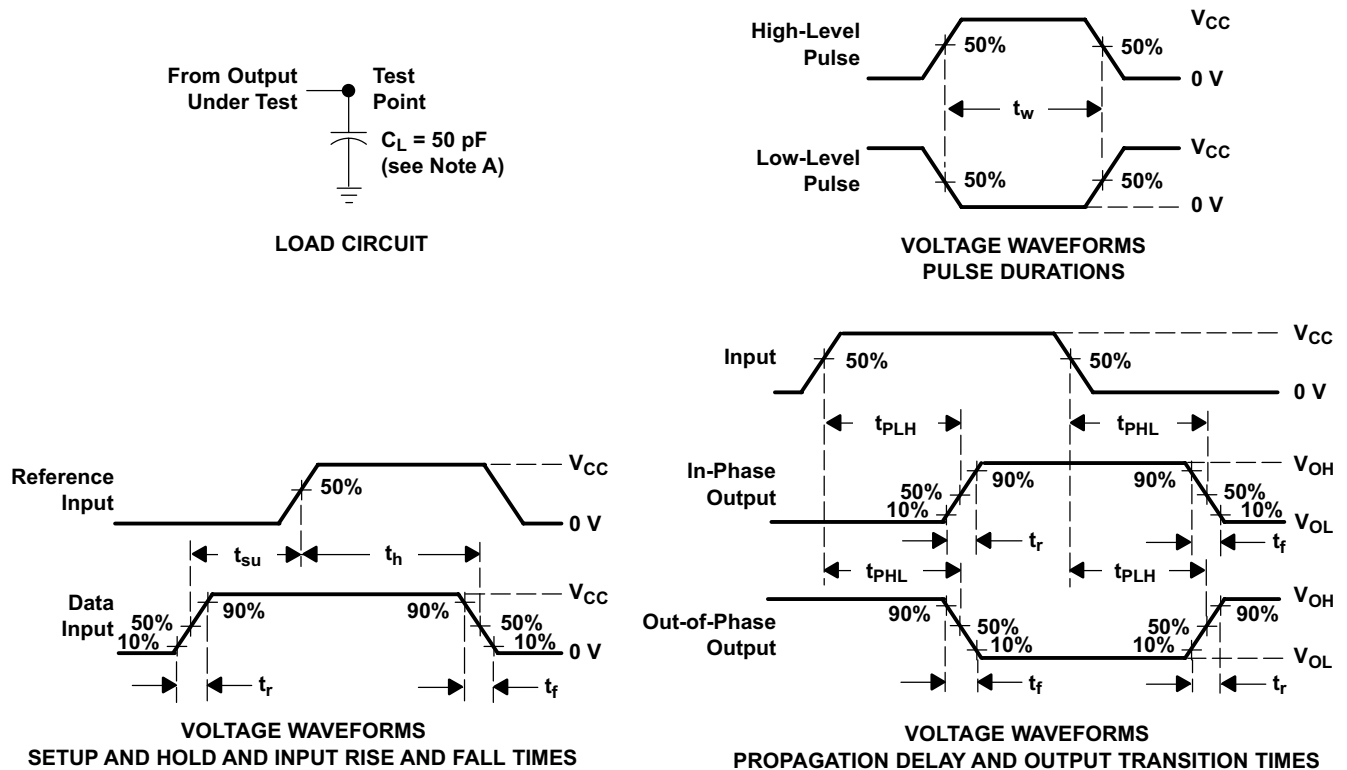 From Output
Under Test
Test
Point
CL = 50 pF
(see Note A)
LOAD CIRCUIT
High-Level
Pulse
50%
50%
VCC
0 V
tw
Low-Level
Pulse
50%
50%
VCC
0 V
VOLTAGE WAVEFORMS
PULSE DURATIONS
Reference
Input
50%
VCC
0 V
tsu
th
Data
Input
50%
10%
90%
90%
50%
10%
VCC
0 V
tr
tf
VOLTAGE WAVEFORMS
SETUP AND HOLD AND INPUT RISE AND FALL TIMES
Input
50%
50%
VCC
0 V
tPLH
tPHL
In-Phase
Output
50%
10%
90%
90%
50%
10%
VOH
VOL
tr
tf
tPHL
tPLH
Out-of-Phase
Output
90%
50%
10%
50%
10%
90%
VOH
VOL
tf
tr
VOLTAGE WAVEFORMS
PROPAGATION DELAY AND OUTPUT TRANSITION TIMES